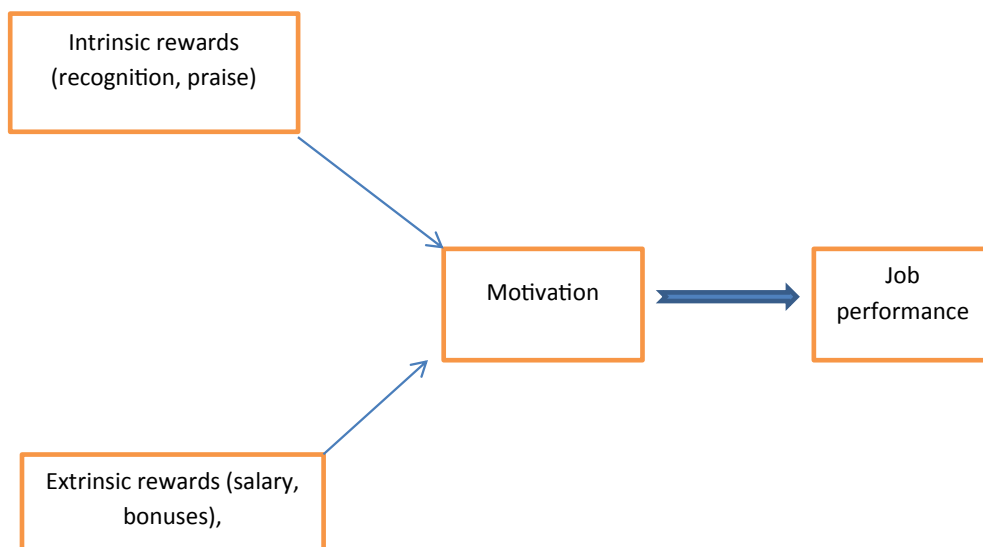 Intrinsic rewards
(recognition, praise)
Motivation
Job
performance
Extrinsic rewards (salary,
bonuses),